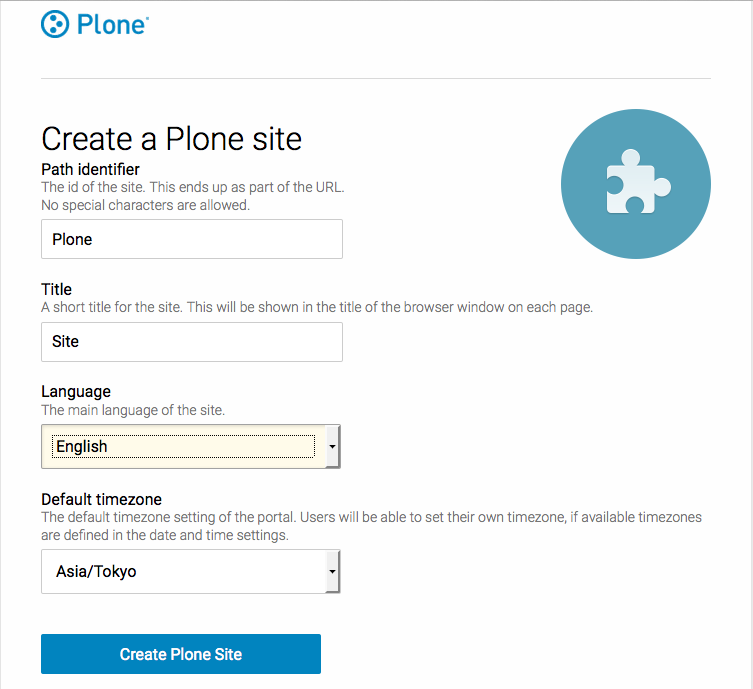 Plone
Create a Plone site
Path identifier
The id of the site. This ends up as part of the URL.
No special characters are allowed.
Plone
Title
A short title for the site. This will be shown in the title of the browser window on each page.
Site
Language
The main language of the site.
English
Default timezone
The default timezone setting of the portal. Users will be able to set their own timezone, if available timezones
are defined in the date and time settings.
Asia/Tokyo
Create Plone Site